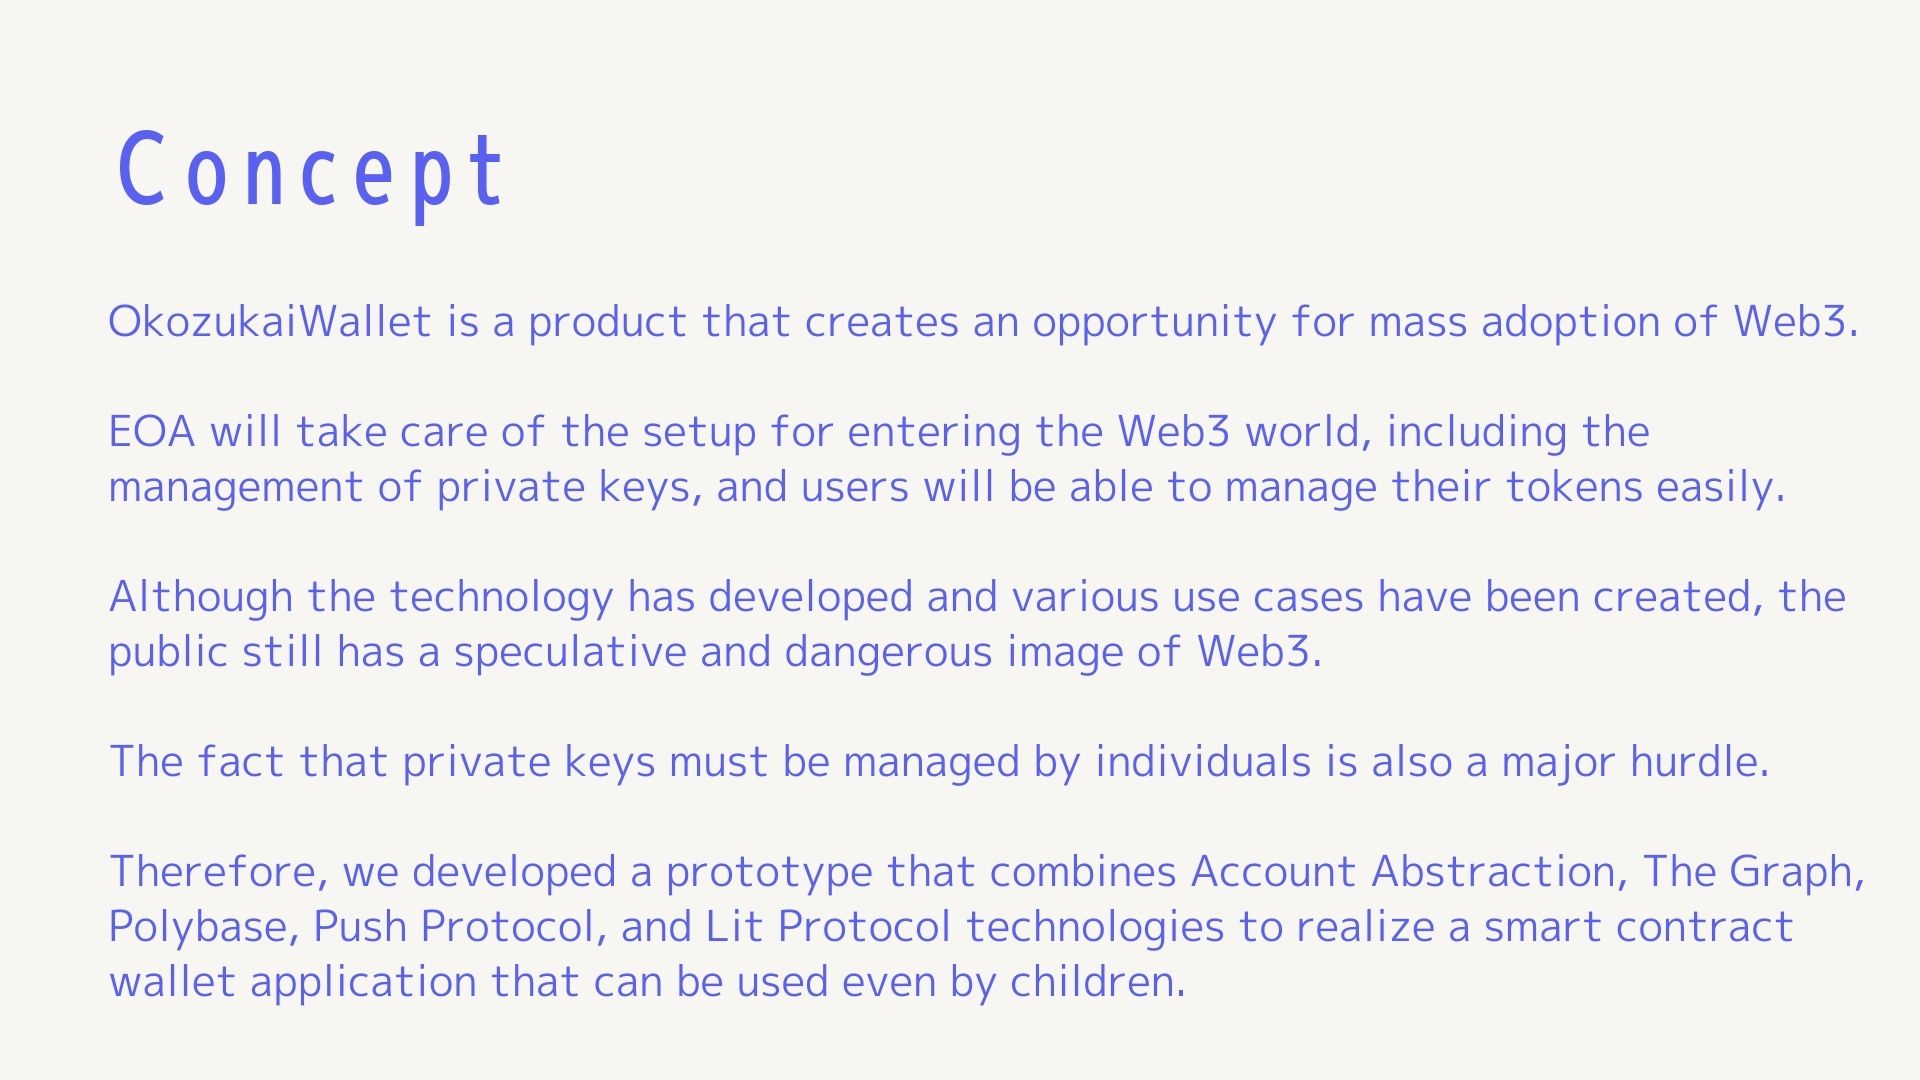 Concept
OkozukaiWallet is a product that creates an opportunity for mass adoption of Web3.
EOA will take care of the setup for entering the Web3 world, including the
management of private keys, and users will be able to manage their tokens easily.
Although the technology has developed and various use cases have been created, the
public still has a speculative and dangerous image of Web3.
The fact that private keys must be managed by individuals is also a major hurdle.
Therefore, we developed a prototype that combines Account Abstraction, The Graph,
Polybase, Push Protocol, and Lit Protocol technologies to realize a smart contract
wallet application that can be used even by children.